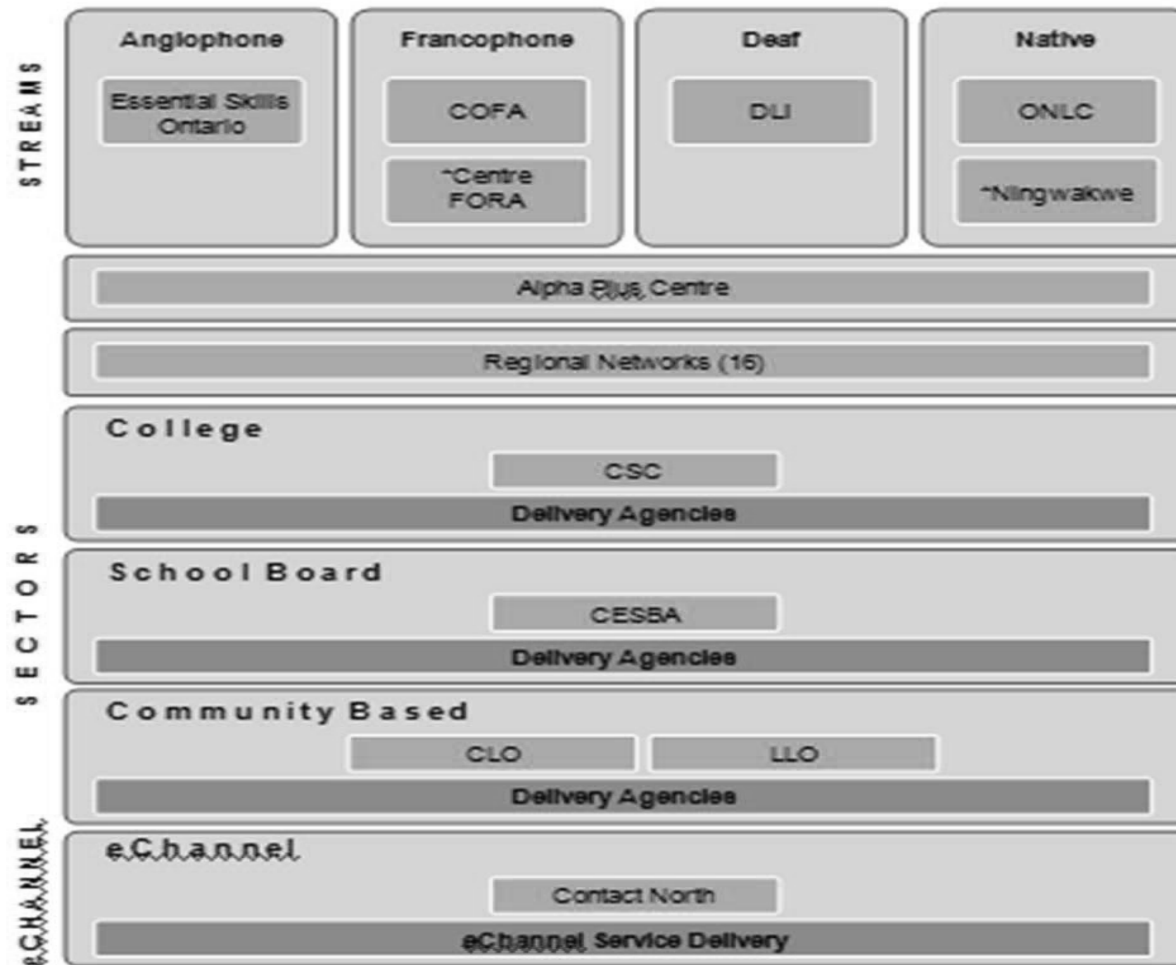 STREAMS
Anglophone
Essential Skills
Ontario
Francophone
COFA
*Centre
FORA
Deaf
DLI
Native
ONLC
*Ningwakwe
Alpha Plus Centre
Regional Networks (16)
SECTORS
College
CSC
Delivery Agencies
School Board
CESBA
Delivery Agencies
Community Based
CLO
LLO
Delivery Agencies
eCHANNEL
eChannel
Contact North
eChannel Service Delivery